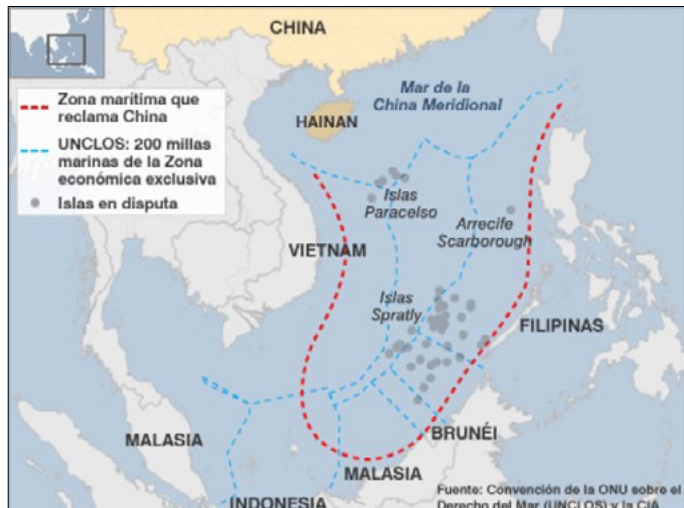 CHINA
Mar de la
China Meridional
Zona marítima que
reclama China
UNCLOS: 200 millas
marinas de la Zona
económica exclusiva
Islas en disputa
HAINAN
Islas
Paracelso
Arrecife
Scarborough
VIETNAM
Islas
Spratly
FILIPINAS
MALASIA
BRUNÉI
MALASIA
INDONESIA
Fuente: Convención de la ONU sobre el
Derecho del Mar (UNCLOS) y la CIA